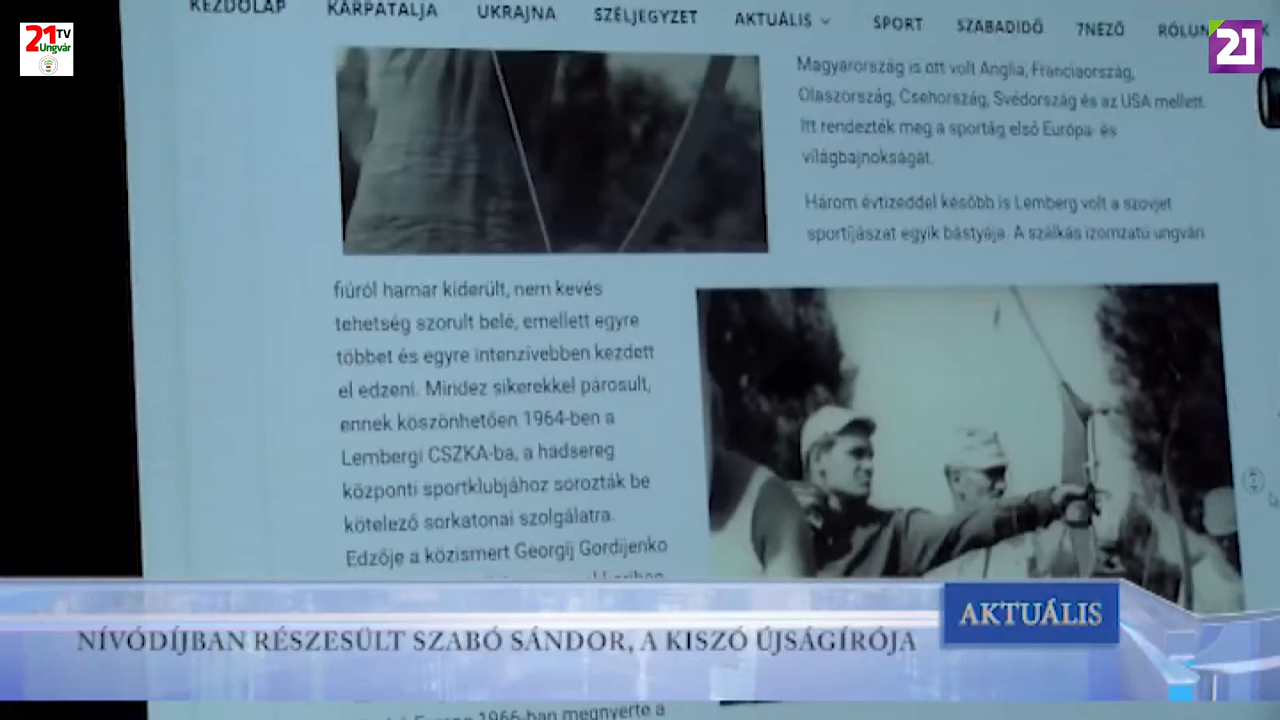 KEZDŐLAP KÁRPÁTALJA UKRAJNA SZÉLJEGYZET AKTUÁLIS SPORT SZABADIDŐ 7NÉZŐ
21 TV
Ungvár
21
Magyarország is ott volt Anglia, Franciaország,
Olaszország, Csehország, Svédország és az USA mellett.
Itt rendezték meg a sportág első Európa- és
világbajnokságát.
Három évtizeddel később is Lemberg volt a szovjet
sportíjászat egyik bástyája. A szálkás izomzatú ungvári
fiúról hamar kiderült, nem kevés
tehetség szorult belé, emellett egyre
többet és egyre intenzívebben kezdett
el edzeni. Mindez sikerekkel párosult,
ennek köszönhetően 1964-ben a
Lembergi CSZKA-ba, a hadsereg
központi sportklubjához sorozták be
kötelező sorkatonai szolgálatra.
Edzője a közismert Georgij Gordijenko
AKTUÁLIS
NÍVÓDÍJBAN RÉSZESÜLT SZABÓ SÁNDOR, A KISZÓ ÚJSÁGÍRÓJA
1966-ban megnyerte a